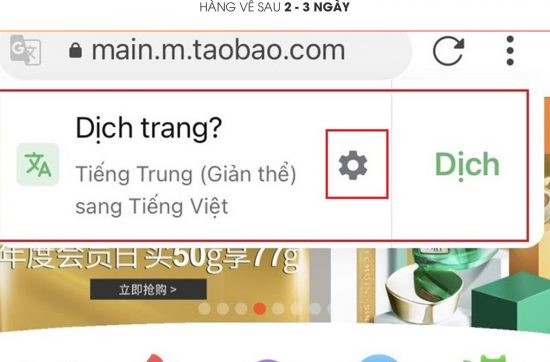 HÀNG VỀ SAU 2 - 3 NGÀY
main.m.taobao.com
Dịch trang?
Tiếng Trung (Giản thể)
sang Tiếng Việt
Dịch
年度会员日买50g享77g
立即抢购 >